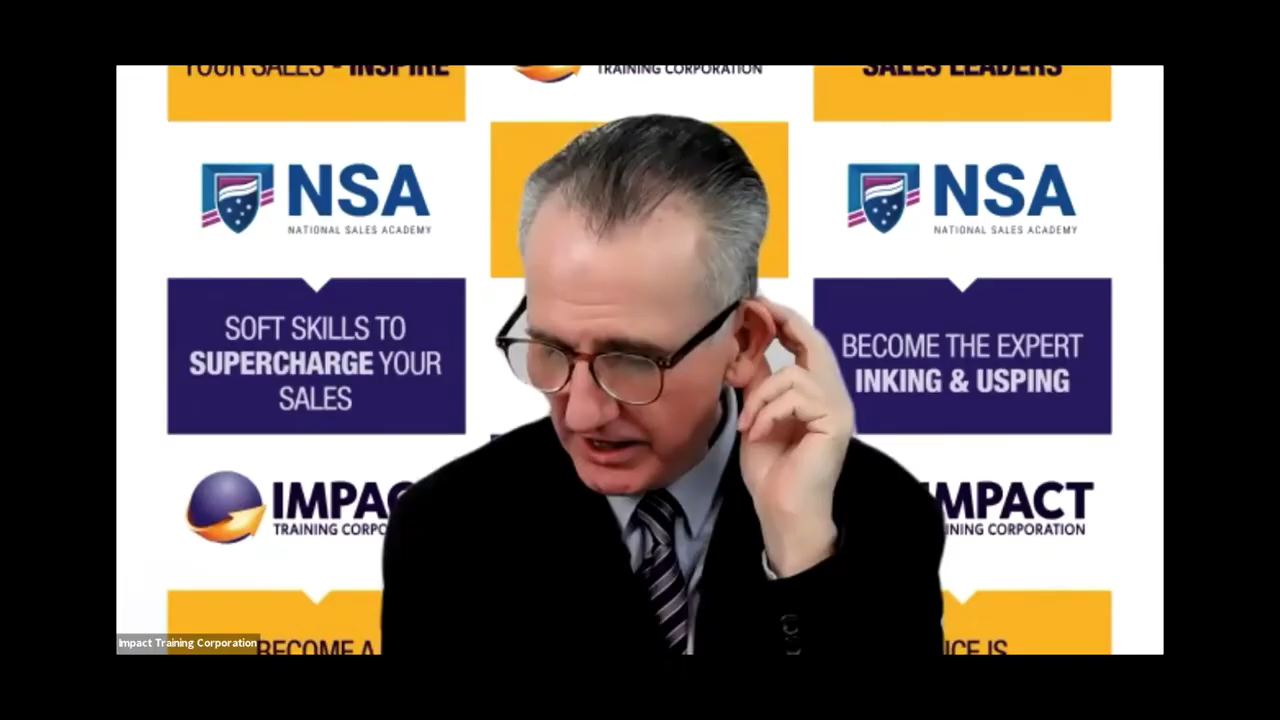 YOUR SALES - INSPIRE
TRAINING CORPORATION
SALES LEADERS
NSA
NATIONAL SALES ACADEMY
NSA
NATIONAL SALES ACADEMY
SOFT SKILLS TO
SUPERCHARGE YOUR
SALES
BECOME THE EXPERT
INKING & USPING
IMPAC
TRAINING CORPO
MPACT
INING CORPORATION
BECOME A
ICE IS
Impact Training Corporation